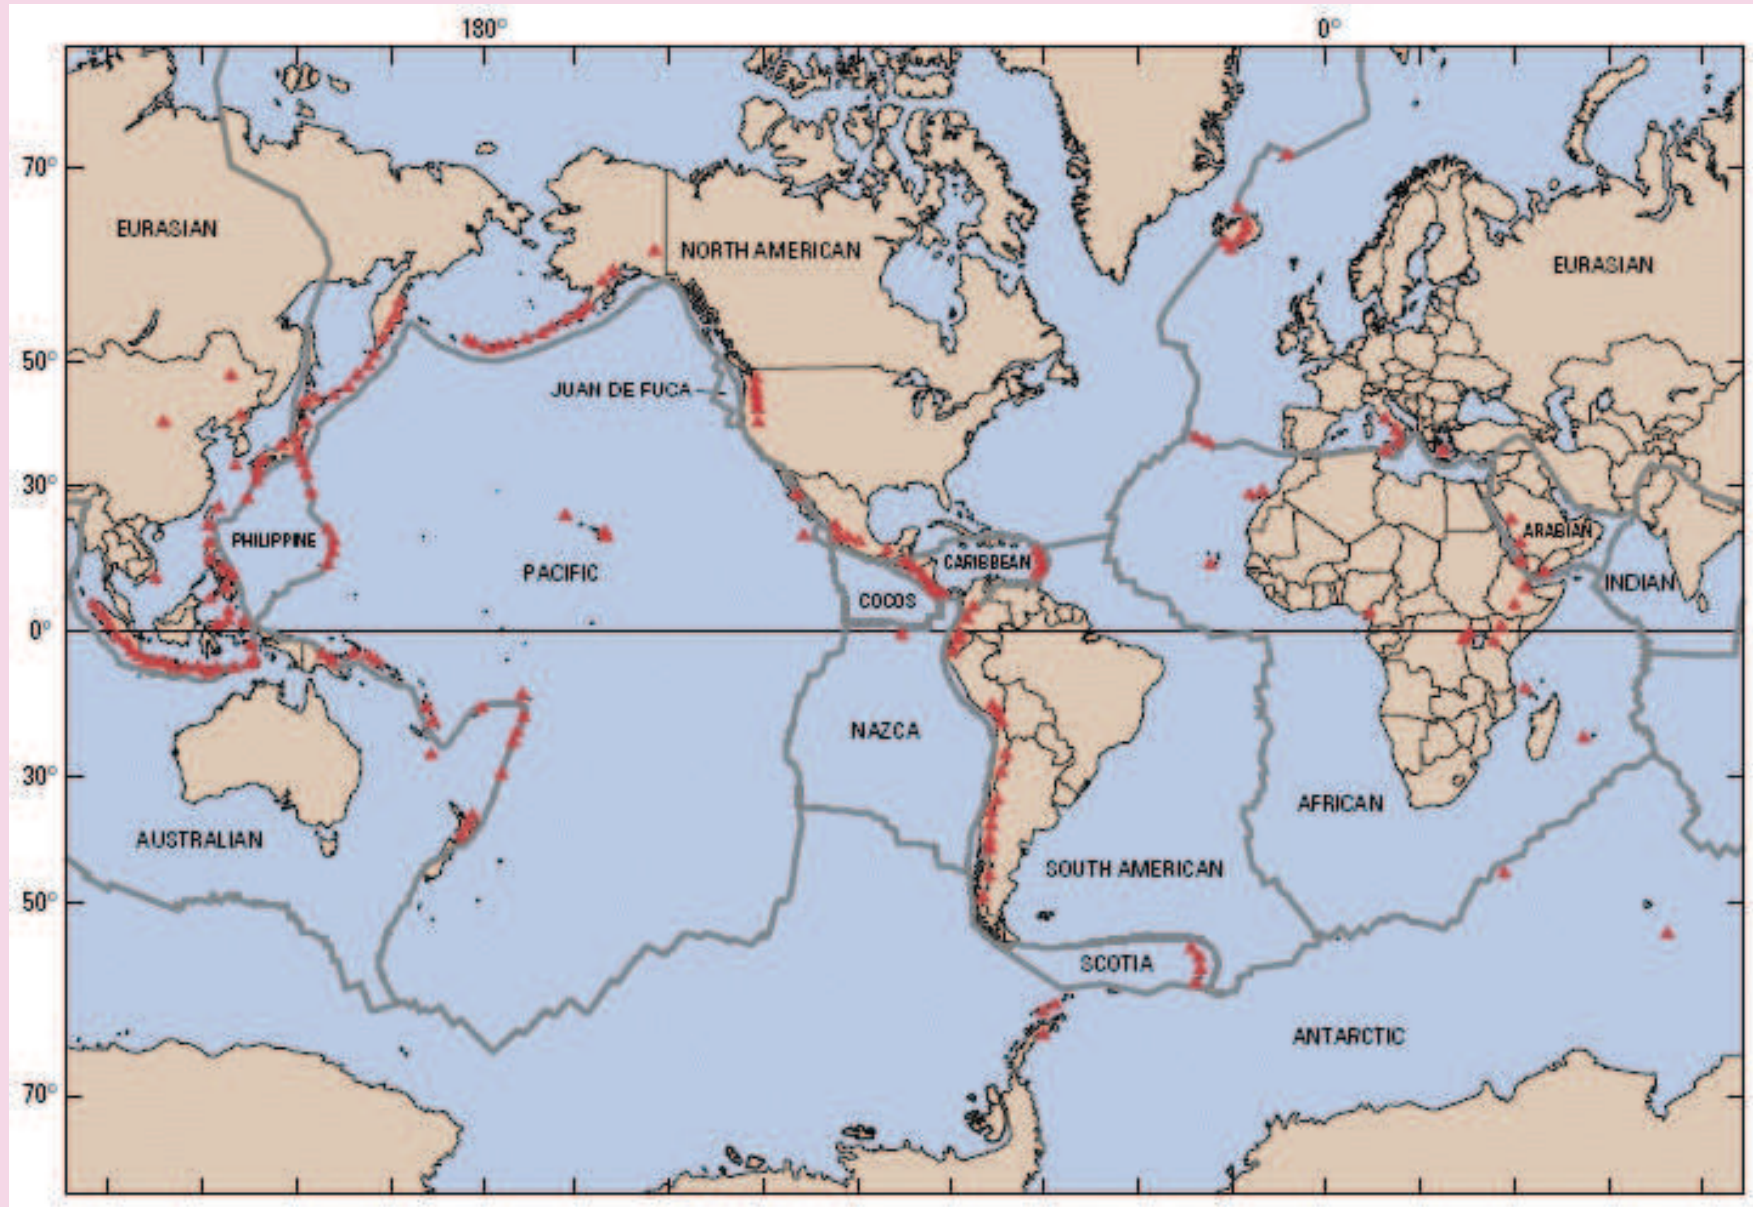 180°
0°
70°
EURASIAN
NORTH AMERICAN
EURASIAN
50°
JUAN DE FUCA
30°
PHILIPPINE
ARABIAN
CARIBBEAN
PACIFIC
INDIAN
COCOS
0°
NAZCA
30°
AFRICAN
AUSTRALIAN
SOUTH AMERICAN
50°
SCOTIA
ANTARCTIC
70°